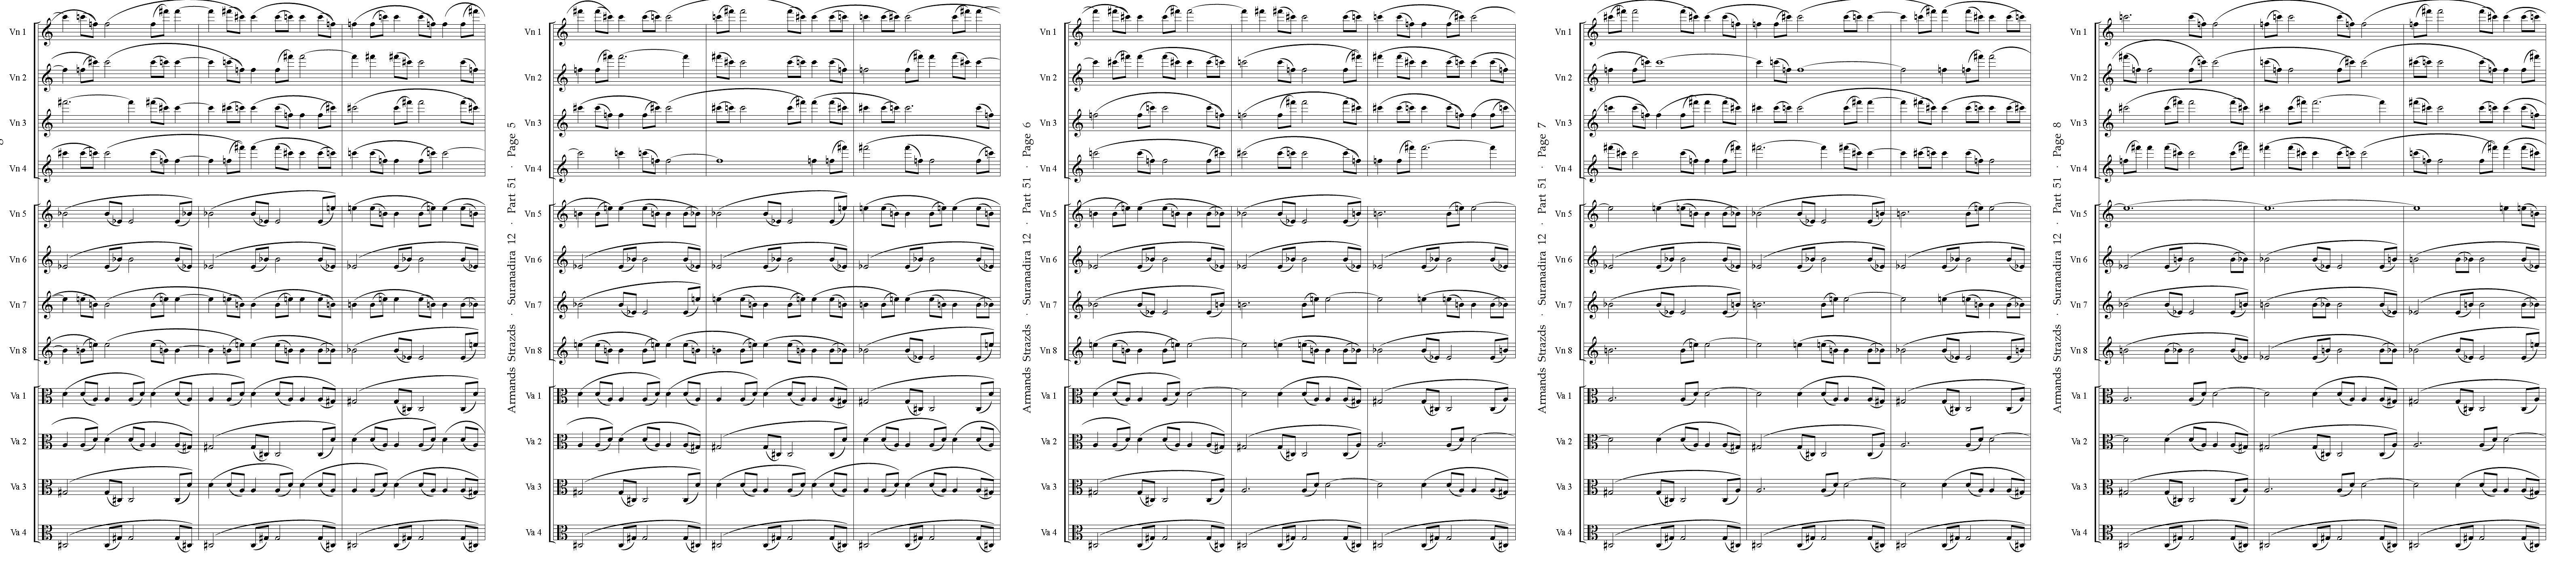 Vn 1
Vn 2
Vn 3
Vn 4
Vn 5
Vn 6
Vn 7
Vn 8
Va 1
Va 2
Va 3
Va 4
Armands Strazds · Suranadira 12 · Part 51 · Page 5
Vn 1
Vn 2
Vn 3
Vn 4
Vn 5
Vn 6
Vn 7
Vn 8
Va 1
Va 2
Va 3
Va 4
Armands Strazds · Suranadira 12 · Part 51 · Page 6
Vn 1
Vn 2
Vn 3
Vn 4
Vn 5
Vn 6
Vn 7
Vn 8
Va 1
Va 2
Va 3
Va 4
Armands Strazds · Suranadira 12 · Part 51 · Page 7
Vn 1
Vn 2
Vn 3
Vn 4
Vn 5
Vn 6
Vn 7
Vn 8
Va 1
Va 2
Va 3
Va 4
Armands Strazds · Suranadira 12 · Part 51 · Page 8
Vn 1
Vn 2
Vn 3
Vn 4
Vn 5
Vn 6
Vn 7
Vn 8
Va 1
Va 2
Va 3
Va 4